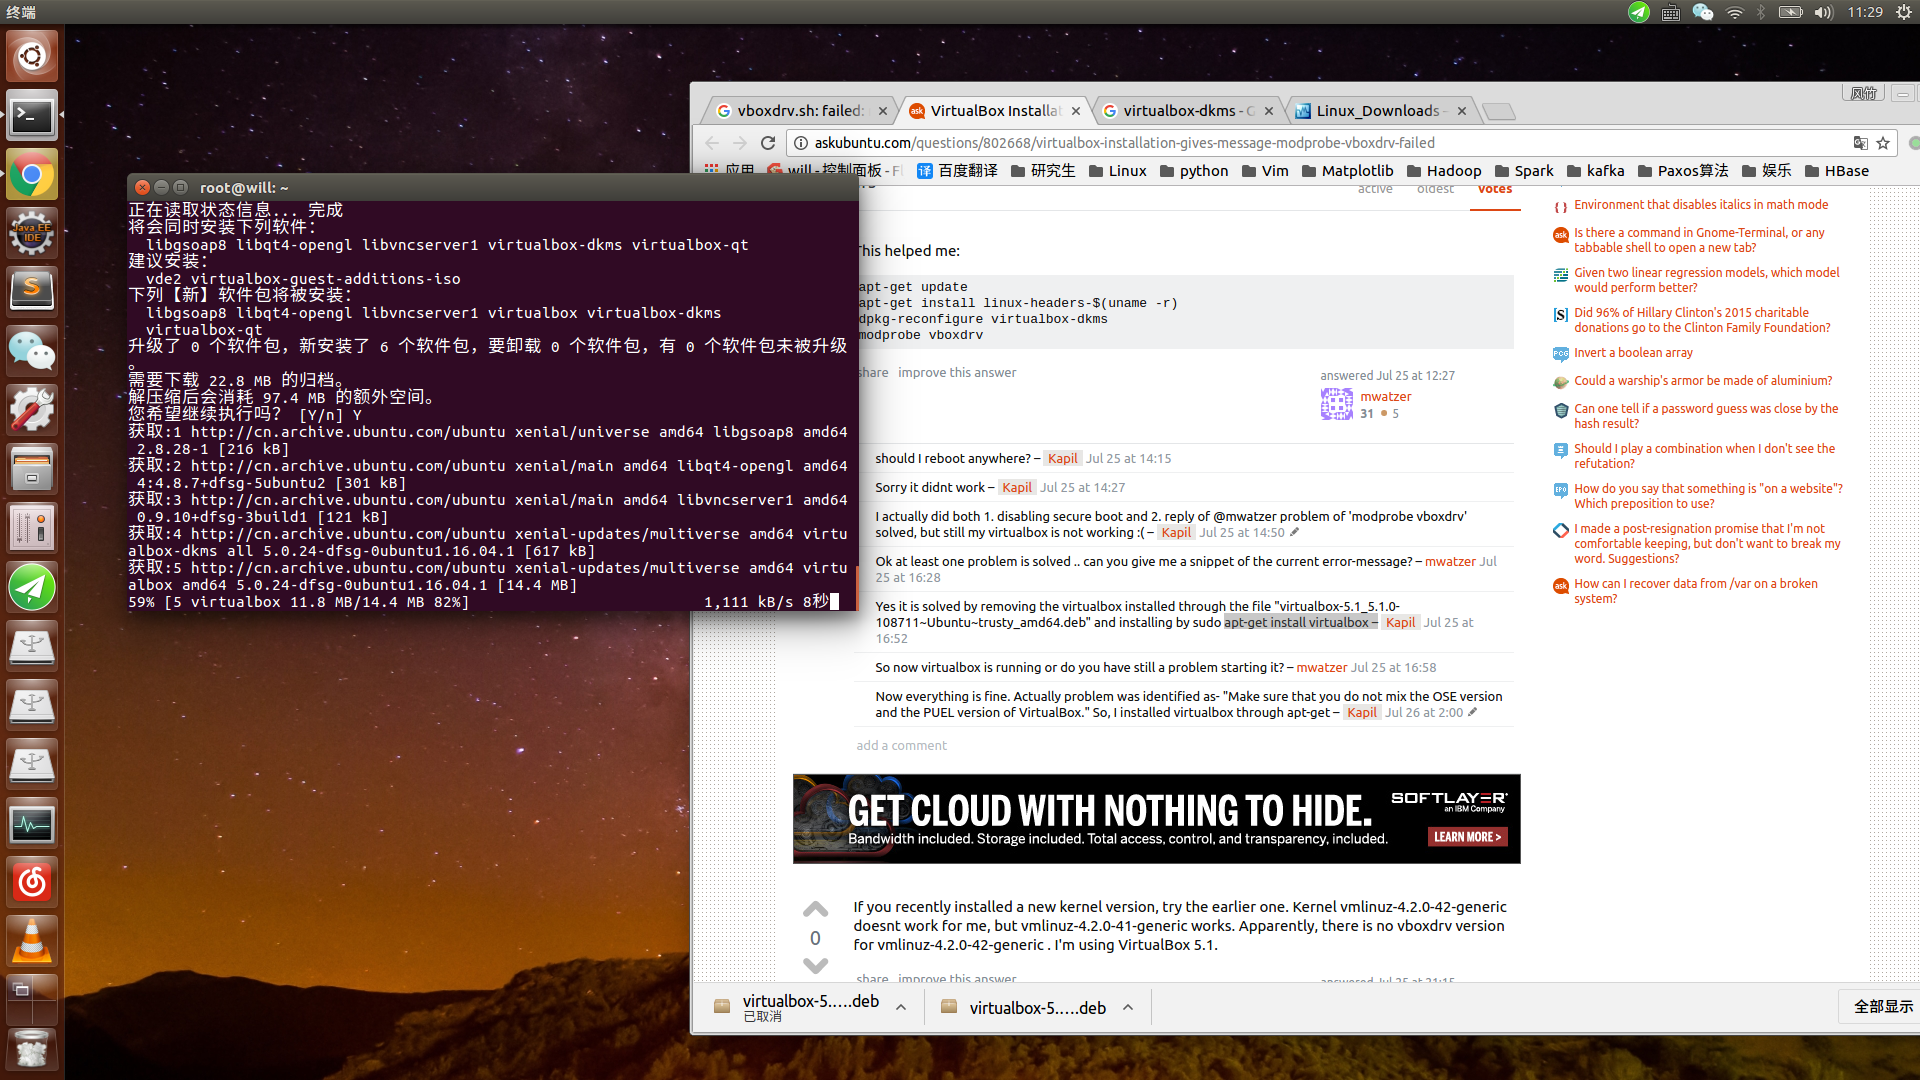 终端
11:29
root@will: ~
正在读取状态信息... 完成
将会同时安装下列软件:
libgsoap8 libqt4-opengl libvncserver1 virtualbox-dkms virtualbox-qt
建议安装:
vde2 virtualbox-guest-additions-iso
下列【新】软件包将被安装:
libgsoap8 libqt4-opengl libvncserver1 virtualbox virtualbox-dkms
virtualbox-qt
升级了 0 个软件包,新安装了 6 个软件包,要卸载 0 个软件包,有 0 个软件包未被升级
。
需要下载 22.8 MB 的归档。
解压缩后会消耗 97.4 MB 的额外空间。
您希望继续执行吗? [Y/n] Y
获取:1 http://cn.archive.ubuntu.com/ubuntu xenial/universe amd64 libgsoap8 amd64
2.8.28-1 [216 kB]
获取:2 http://cn.archive.ubuntu.com/ubuntu xenial/main amd64 libqt4-opengl amd64
4:4.8.7+dfsg-5ubuntu2 [301 kB]
获取:3 http://cn.archive.ubuntu.com/ubuntu xenial/main amd64 libvncserver1 amd64
0.9.10+dfsg-3build1 [121 kB]
获取:4 http://cn.archive.ubuntu.com/ubuntu xenial-updates/multiverse amd64 virtu
albox-dkms all 5.0.24-dfsg-0ubuntu1.16.04.1 [617 kB]
获取:5 http://cn.archive.ubuntu.com/ubuntu xenial-updates/multiverse amd64 virtu
albox amd64 5.0.24-dfsg-0ubuntu1.16.04.1 [14.4 MB]
59% [5 virtualbox 11.8 MB/14.4 MB 82%] 1,111 kB/s 8秒
风竹
vboxdrv.sh: failed:
VirtualBox Installat
virtualbox-dkms - G
Linux_Downloads -
askubuntu.com/questions/802668/virtualbox-installation-gives-message-modprobe-vboxdrv-failed
应用 will - 控制面板 - Fl 百度翻译 研究生 Linux python Vim Matplotlib Hadoop Spark kafka Paxos算法 娱乐 HBase
active oldest votes
This helped me:
apt-get update
apt-get install linux-headers-$(uname -r)
dpkg-reconfigure virtualbox-dkms
modprobe vboxdrv
share improve this answer
answered Jul 25 at 12:27
mwatzer
31 5
should I reboot anywhere? – Kapil Jul 25 at 14:15
Sorry it didnt work – Kapil Jul 25 at 14:27
I actually did both 1. disabling secure boot and 2. reply of @mwatzer problem of 'modprobe vboxdrv'
solved, but still my virtualbox is not working :( – Kapil Jul 25 at 14:50
Ok at least one problem is solved .. can you give me a snippet of the current error-message? – mwatzer Jul
25 at 16:28
Yes it is solved by removing the virtualbox installed through the file "virtualbox-5.1_5.1.0-
108711~Ubuntu~trusty_amd64.deb" and installing by sudo apt-get install virtualbox – Kapil Jul 25 at
16:52
So now virtualbox is running or do you have still a problem starting it? – mwatzer Jul 25 at 16:58
Now everything is fine. Actually problem was identified as- "Make sure that you do not mix the OSE version
and the PUEL version of VirtualBox." So, I installed virtualbox through apt-get – Kapil Jul 26 at 2:00
add a comment
GET CLOUD WITH NOTHING TO HIDE.
Bandwidth included. Storage included. Total access, control, and transparency, included.
SOFTLAYER
an IBM Company
LEARN MORE >
0
If you recently installed a new kernel version, try the earlier one. Kernel vmlinuz-4.2.0-42-generic
doesnt work for me, but vmlinuz-4.2.0-41-generic works. Apparently, there is no vboxdrv version
for vmlinuz-4.2.0-42-generic . I'm using VirtualBox 5.1.
share improve this answer
answered Jul 25 at 21:15
Environment that disables italics in math mode
Is there a command in Gnome-Terminal, or any
tabbable shell to open a new tab?
Given two linear regression models, which model
would perform better?
Did 96% of Hillary Clinton's 2015 charitable
donations go to the Clinton Family Foundation?
Invert a boolean array
Could a warship's armor be made of aluminium?
Can one tell if a password guess was close by the
hash result?
Should I play a combination when I don't see the
refutation?
How do you say that something is "on a website"?
Which preposition to use?
I made a post-resignation promise that I'm not
comfortable keeping, but don't want to break my
word. Suggestions?
How can I recover data from /var on a broken
system?
virtualbox-5.….deb
已取消
virtualbox-5.….deb
全部显示
Java EE
IDE